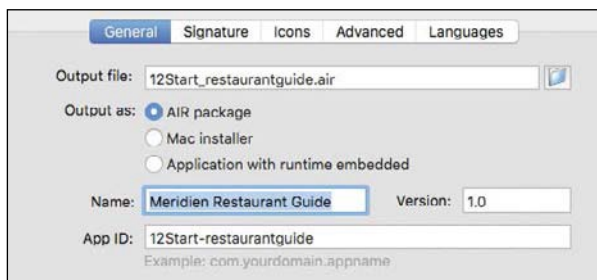 General Signature Icons Advanced Languages
Output file: 12Start_restaurantguide.air
Output as: AIR package
Mac installer
Application with runtime embedded
Name: Meridien Restaurant Guide Version: 1.0
App ID: 12Start-restaurantguide
Example: com.yourdomain.appname